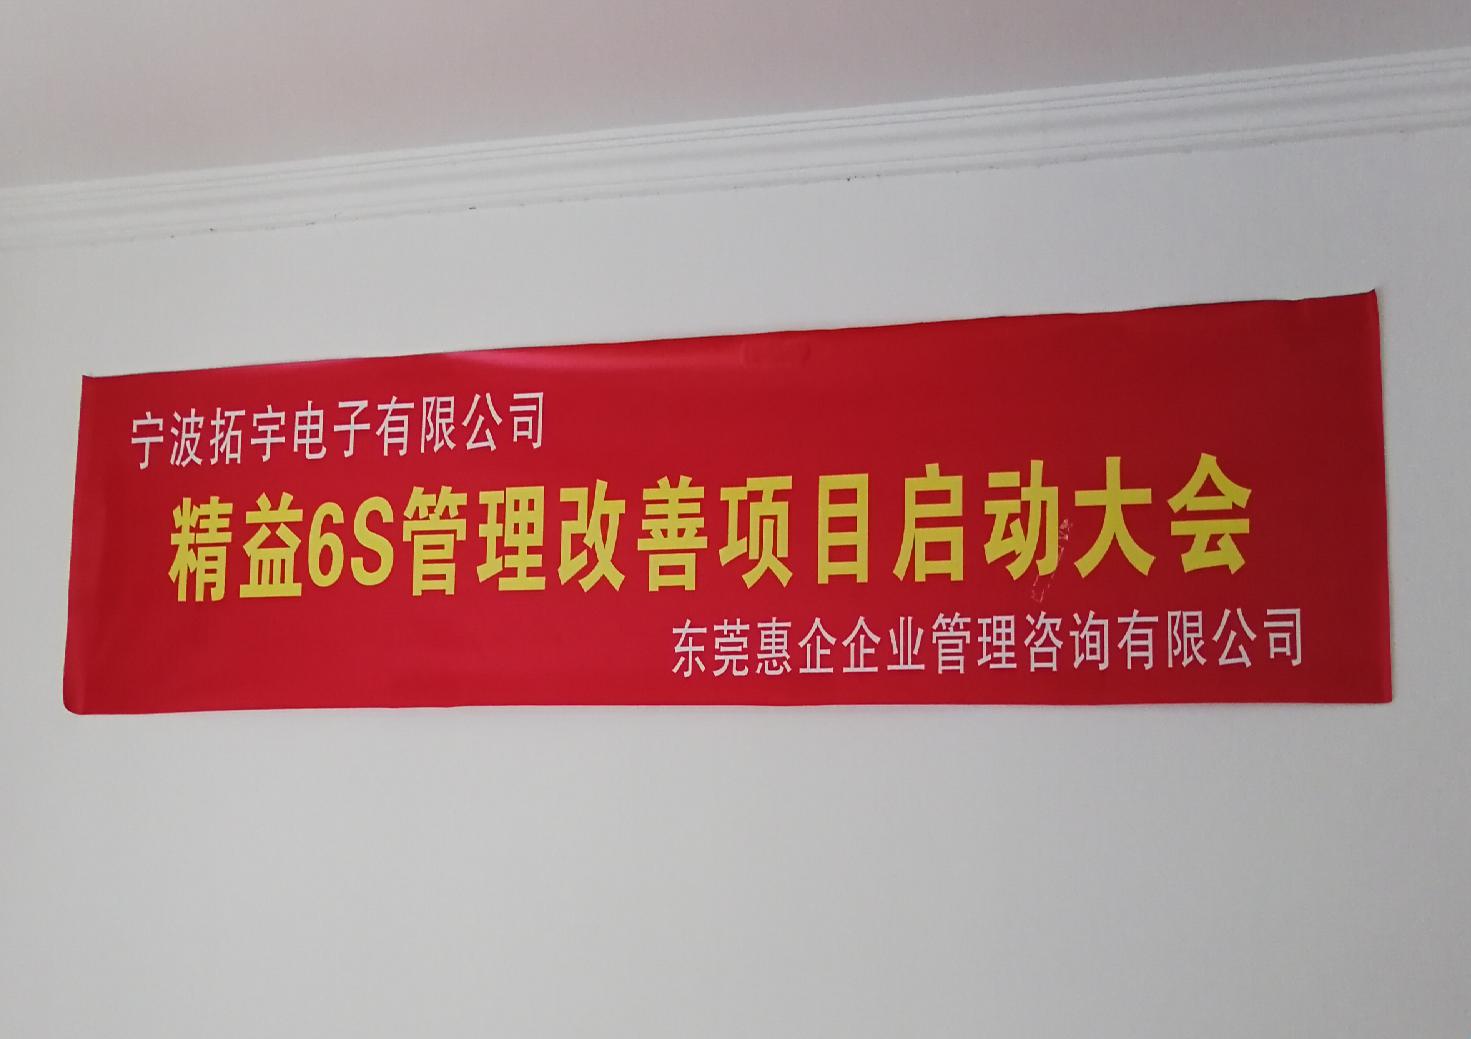 宁波拓宇电子有限公司
精益6S管理改善项目启动大会
东莞惠企企业管理咨询有限公司